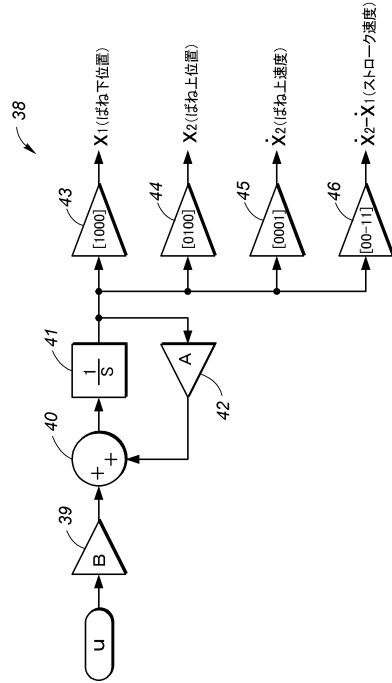 38
u
B
39
+
+
40
1
S
41
A
42
[1000]
43
X1(ばね下位置)
[0100]
44
X2(ばね上位置)
[0001]
45
Ẋ2(ばね上速度)
[00-11]
46
Ẋ2-Ẋ1(ストローク速度)